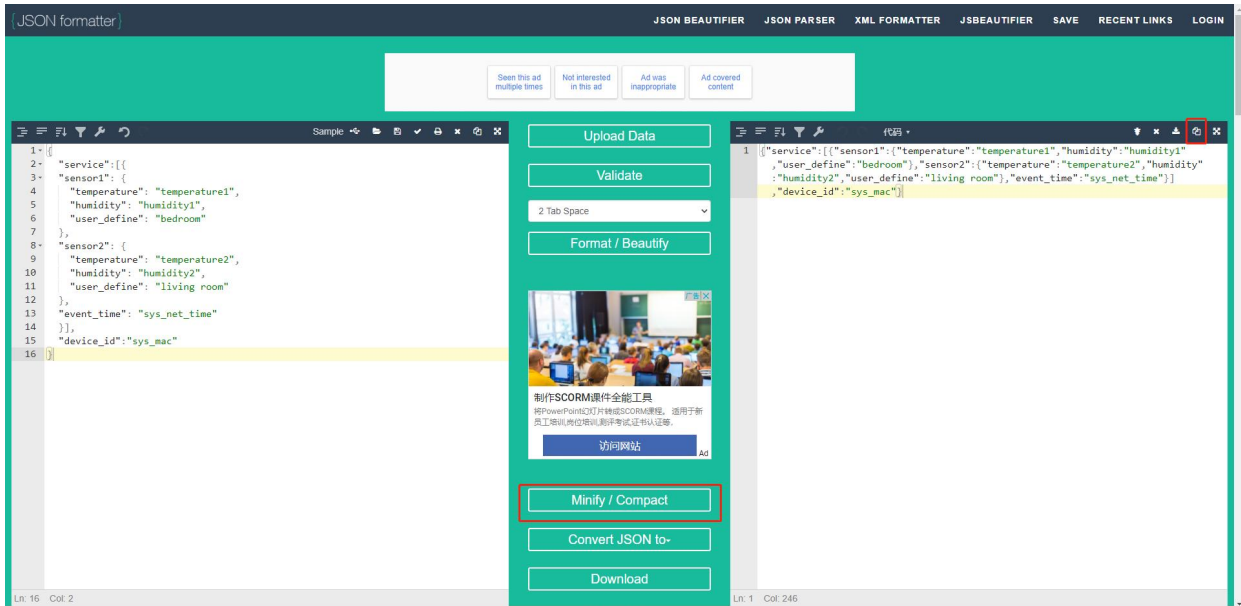 {JSON formatter}
JSON BEAUTIFIER JSON PARSER XML FORMATTER JSBEAUTIFIER SAVE RECENT LINKS LOGIN
Seen this ad multiple times
Not interested in this ad
Ad was inappropriate
Ad covered content
Sample
1 {
2 "service":[{
3 "sensor1": {
4 "temperature": "temperature1",
5 "humidity": "humidity1",
6 "user_define": "bedroom"
7 },
8 "sensor2": {
9 "temperature": "temperature2",
10 "humidity": "humidity2",
11 "user_define": "living room"
12 },
13 "event_time": "sys_net_time"
14 }],
15 "device_id":"sys_mac"
16 }
Ln: 16 Col: 2
Upload Data
Validate
2 Tab Space
Format / Beautify
广告
制作SCORM课件全能工具
将PowerPoint幻灯片转成SCORM课程。 适用于新
员工培训,岗位培训,测评考试,证书认证等。
访问网站
Ad
Minify / Compact
Convert JSON to
Download
代码
1 {"service":[{"sensor1":{"temperature":"temperature1","humidity":"humidity1"
,"user_define":"bedroom"},"sensor2":{"temperature":"temperature2","humidity"
:"humidity2","user_define":"living room"},"event_time":"sys_net_time"}]
,"device_id":"sys_mac"}
Ln: 1 Col: 246